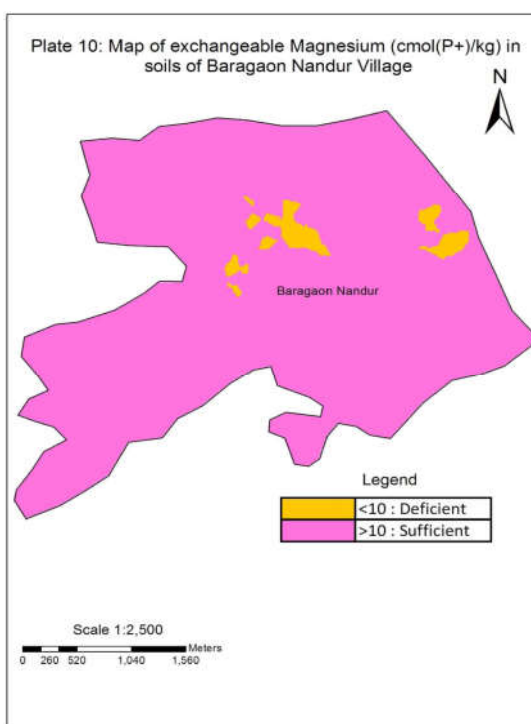 Plate 10: Map of exchangeable Magnesium (cmol(P+)/kg) in
soils of Baragaon Nandur Village
N
Baragaon Nandur
Legend
<10 : Deficient
>10 : Sufficient
Scale 1:2,500
Meters
0 260 520 1,040 1,560